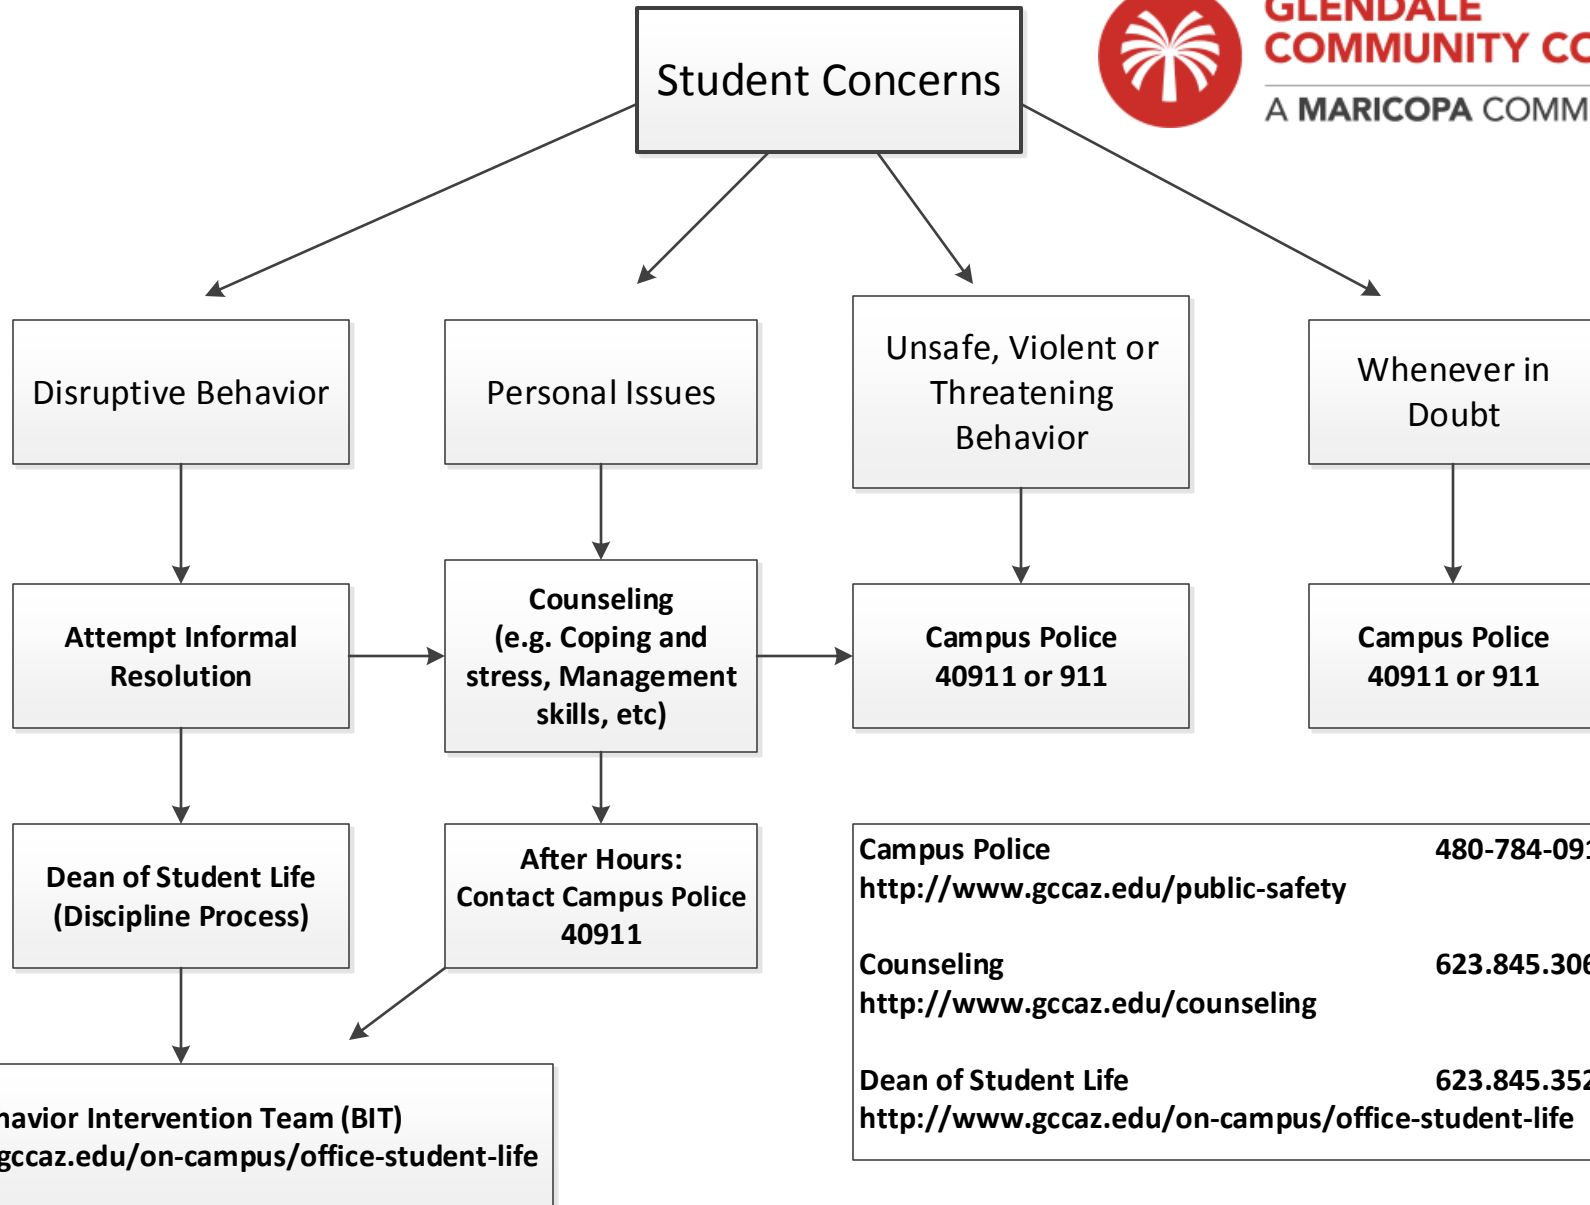 GLENDALE
COMMUNITY
A MARICOPA
Student Concerns
Disruptive Behavior
Personal Issues
Unsafe, Violent or
Threatening
Behavior
Whenever in
Doubt
Attempt Informal
Resolution
Counseling
(e.g. Coping and
stress, Management
skills, etc)
Campus Police
40911 or 911
Campus Police
40911 or 911
Dean of Student Life
(Discipline Process)
After Hours:
Contact Campus Police
40911
Campus Police
http://www.gccaz.edu/public-safety
Counseling
http://www.gccaz.edu/counseling
Dean of Student Life
http://www.gccaz.edu/on-campus/office-student-life
Intervention Team (BIT)
gccaz.edu/on-campus/office-student-life